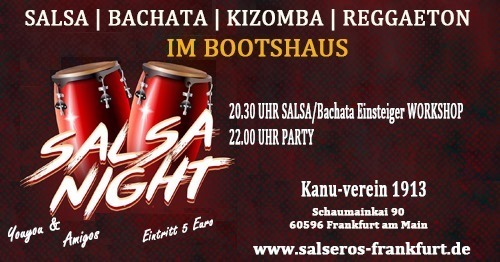 SALSA | BACHATA | KIZOMBA | REGGAETON
IM BOOTSHAUS
20.30 UHR SALSA/Bachata Einsteiger WORKSHOP
22.00 UHR PARTY
SALSA
NIGHT
Youyou &
Amigos
Eintritt 5 Euro
Kanu-verein 1913
Schaumainkai 90
60596 Frankfurt am Main
www.salseros-frankfurt.de